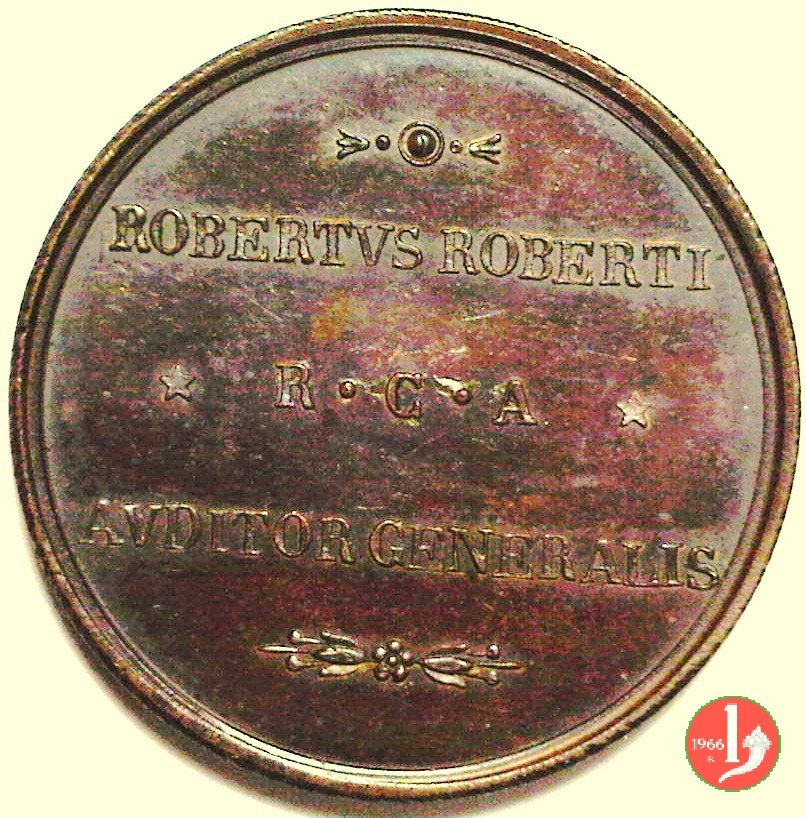 ROBERTVS ROBERTI
R · C · A
AVDITOR GENERALIS
1966
R.